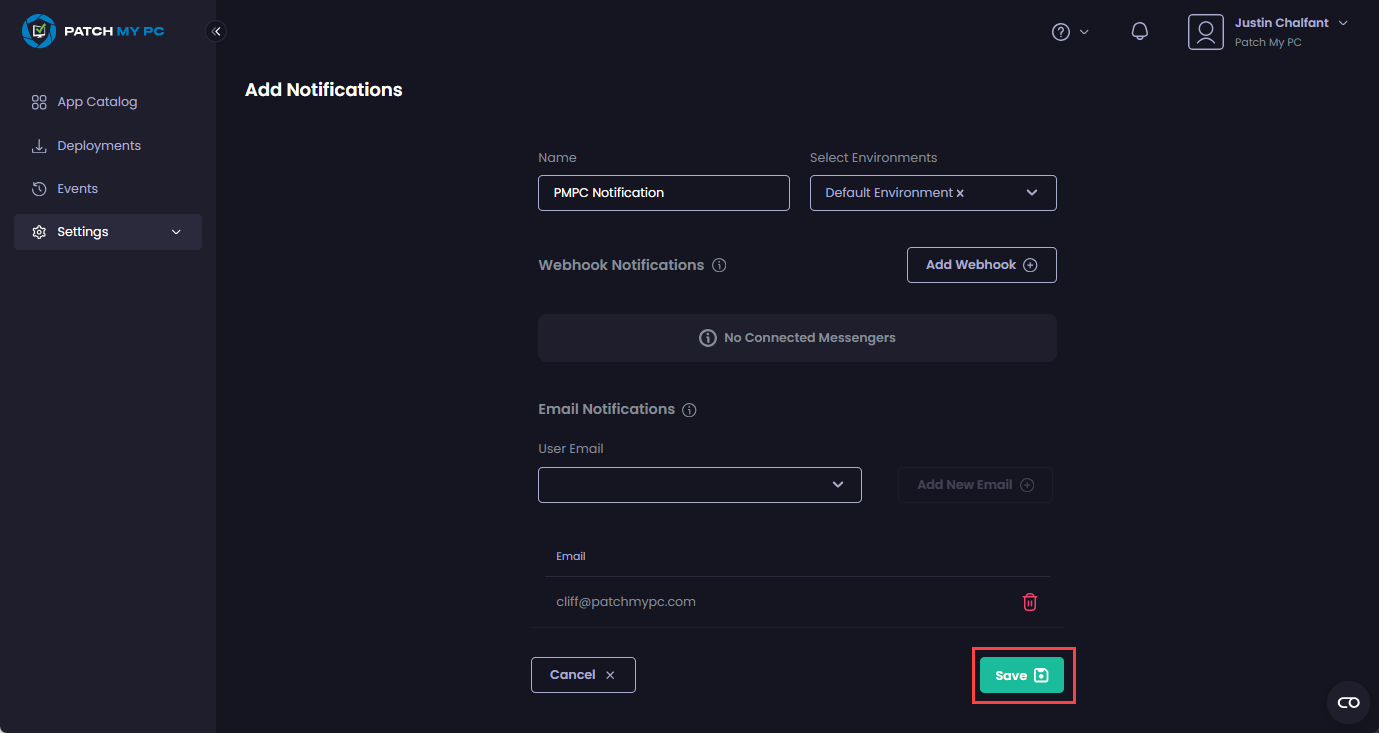 PATCH MY PC
Justin Chalfant
Patch My PC
App Catalog
Deployments
Events
Settings
Add Notifications
Name
Select Environments
PMPC Notification
Default Environment x
Webhook Notifications
Add Webhook
No Connected Messengers
Email Notifications
User Email
Add New Email
Email
cliff@patchmypc.com
Cancel
Save